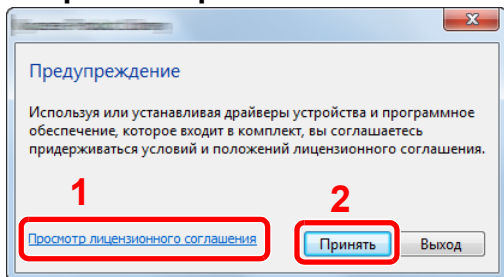 Предупреждение
Используя или устанавливая драйверы устройства и программное
обеспечение, которое входит в комплект, вы соглашаетесь
придерживаться условий и положений лицензионного соглашения.
1
2
Просмотр лицензионного соглашения
Принять
Выход